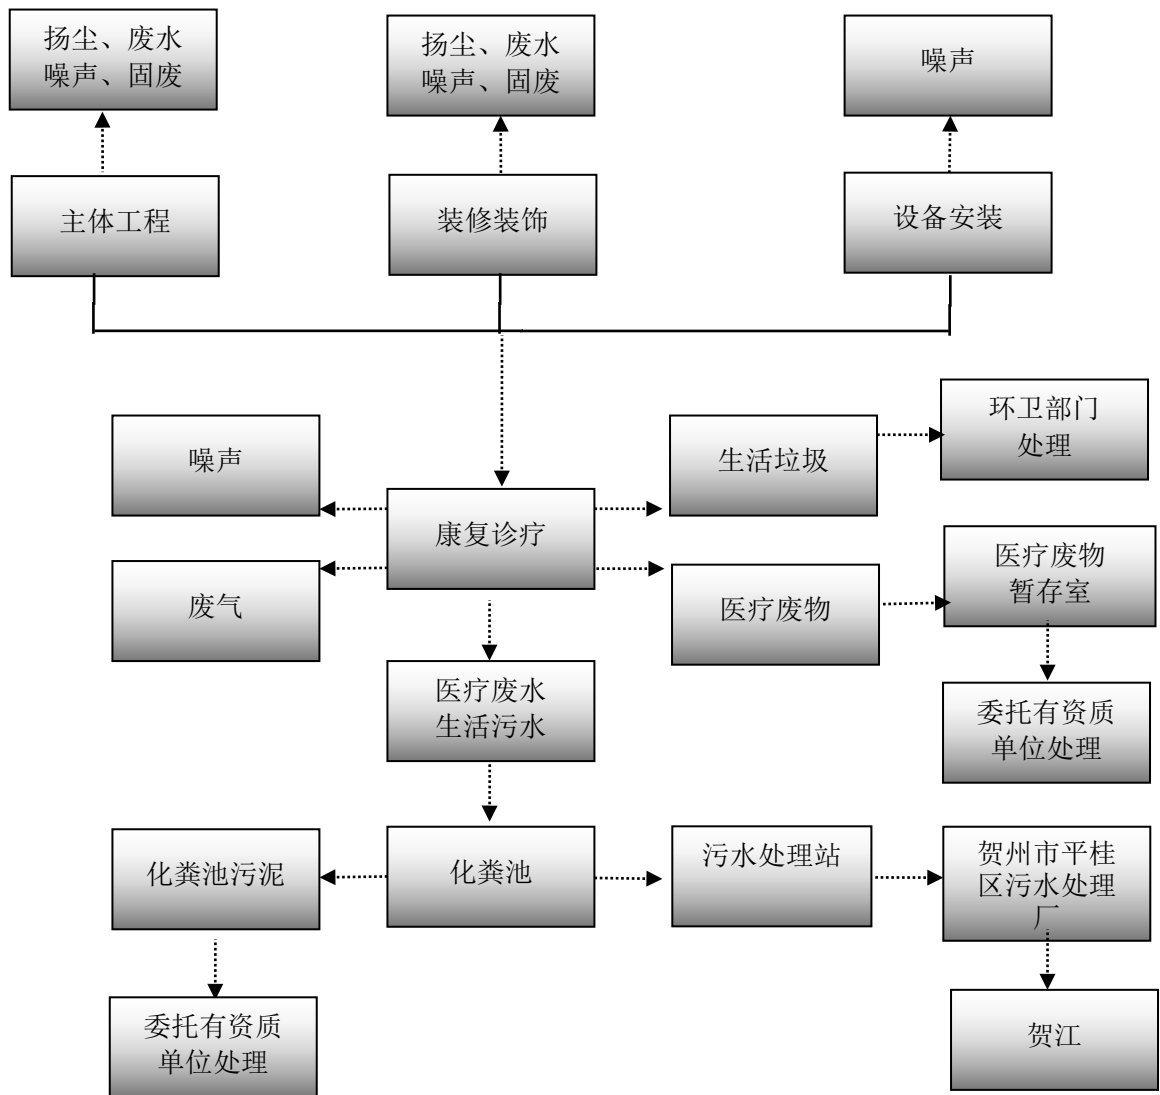 扬尘、废水
噪声、固废
扬尘、废水
噪声、固废
噪声
主体工程
装修装饰
设备安装
环卫部门
处理
噪声
生活垃圾
康复诊疗
医疗废物
暂存室
废气
医疗废物
医疗废水
生活污水
委托有资质
单位处理
化粪池污泥
化粪池
污水处理站
贺州市平桂
区污水处理
厂
委托有资质
单位处理
贺江